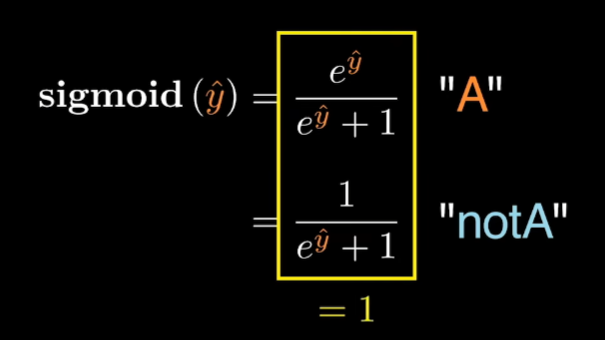 sigmoid (ŷ) = e^ŷ / (e^ŷ + 1) "A"
= 1 / (e^ŷ + 1) "notA"
= 1